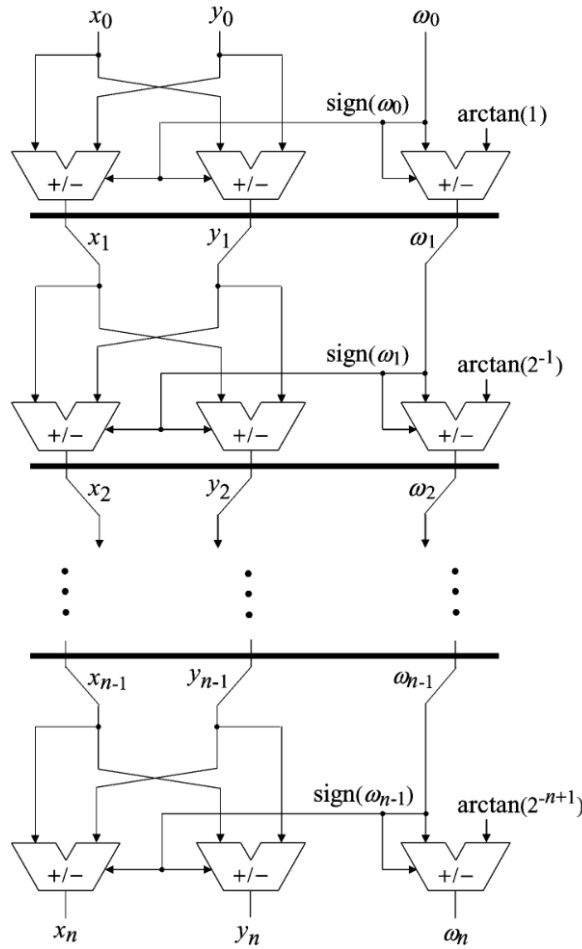 x₀ y₀ ω₀
sign(ω₀) arctan(1)
+/− +/− +/−
x₁ y₁ ω₁
sign(ω₁) arctan(2⁻¹)
+/− +/− +/−
x₂ y₂ ω₂
xₙ₋₁ yₙ₋₁ ωₙ₋₁
sign(ωₙ₋₁) arctan(2⁻ⁿ⁺¹)
+/− +/− +/−
xₙ yₙ ωₙ